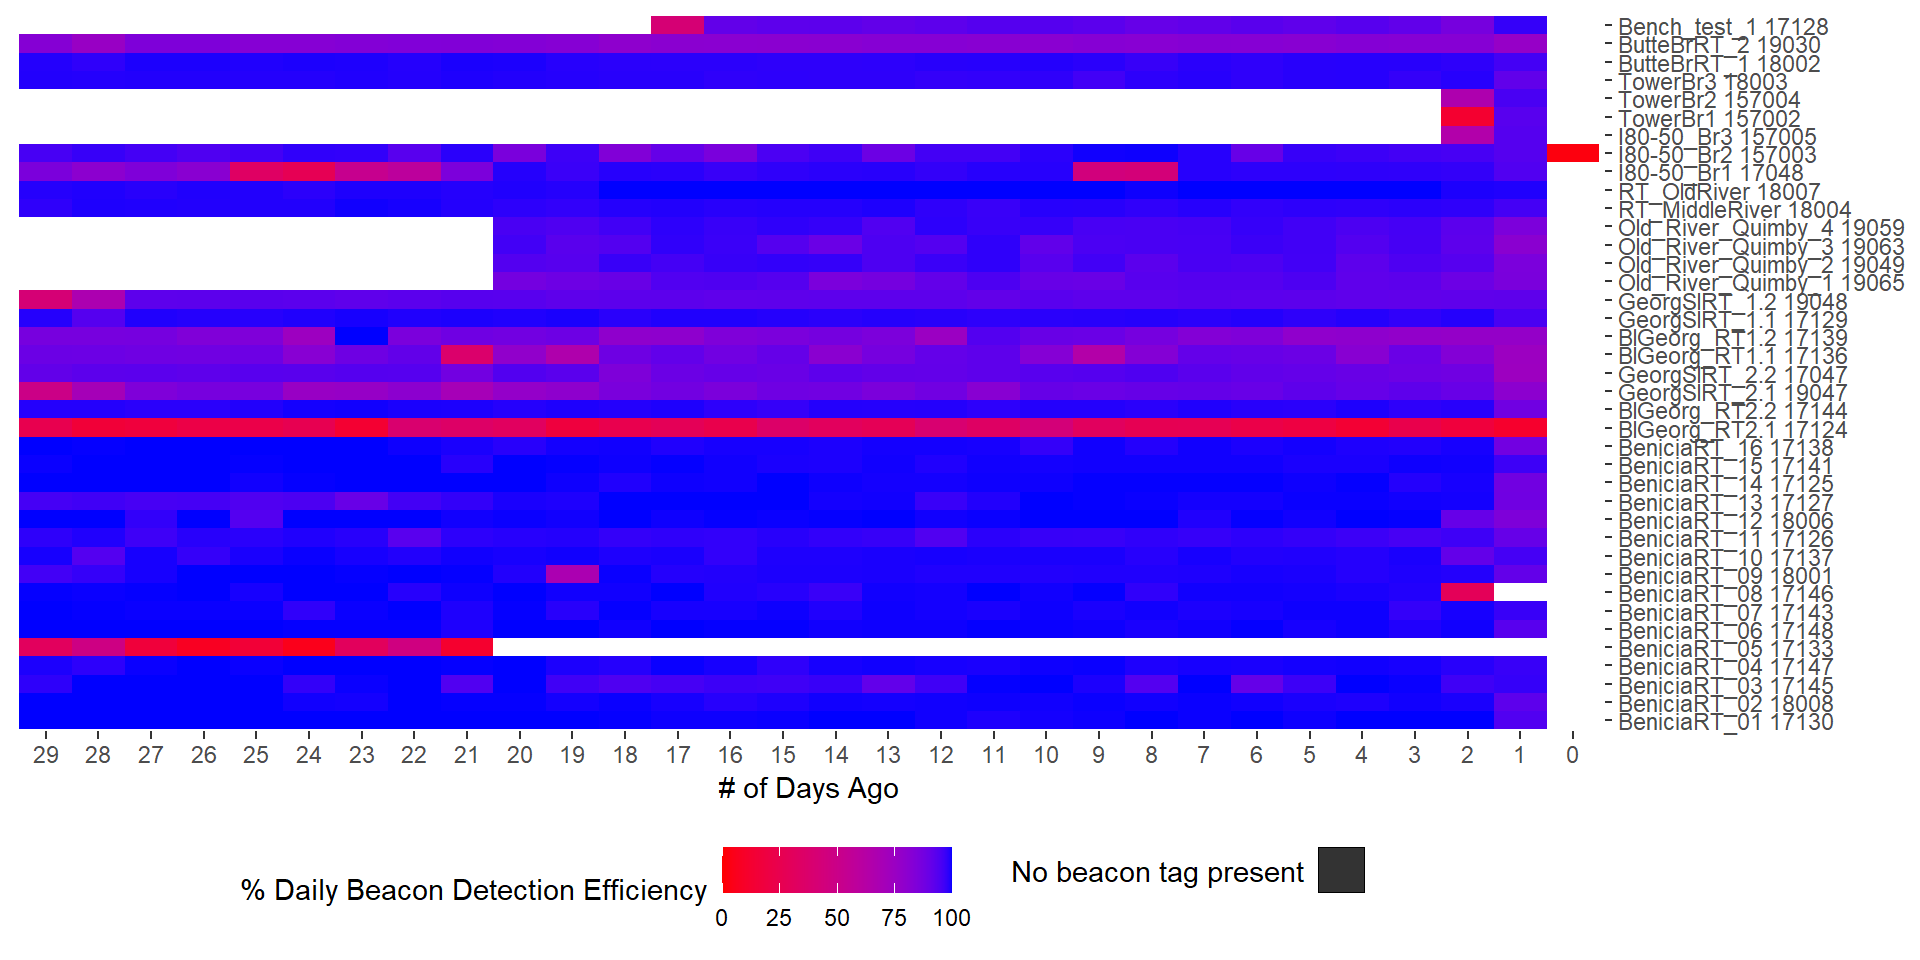 Bench_test_1 17128
ButteBrRT_2 19030
ButteBrRT_1 18002
TowerBr3 18003
TowerBr2 157004
TowerBr1 157002
I80-50_Br3 157005
I80-50_Br2 157003
I80-50_Br1 17048
RT_OldRiver 18007
RT_MiddleRiver 18004
Old_River_Quimby_4 19059
Old_River_Quimby_3 19063
Old_River_Quimby_2 19049
Old_River_Quimby_1 19065
GeorgSlRT_1.2 19048
GeorgSlRT_1.1 17129
BlGeorg_RT1.2 17139
BlGeorg_RT1.1 17136
GeorgSlRT_2.2 17047
GeorgSlRT_2.1 19047
BlGeorg_RT2.2 17144
BlGeorg_RT2.1 17124
BeniciaRT_16 17138
BeniciaRT_15 17141
BeniciaRT_14 17125
BeniciaRT_13 17127
BeniciaRT_12 18006
BeniciaRT_11 17126
BeniciaRT_10 17137
BeniciaRT_09 18001
BeniciaRT_08 17146
BeniciaRT_07 17143
BeniciaRT_06 17148
BeniciaRT_05 17133
BeniciaRT_04 17147
BeniciaRT_03 17145
BeniciaRT_02 18008
BeniciaRT_01 17130
29 28 27 26 25 24 23 22 21 20 19 18 17 16 15 14 13 12 11 10 9 8 7 6 5 4 3 2 1 0
# of Days Ago
% Daily Beacon Detection Efficiency
0 25 50 75 100
No beacon tag present